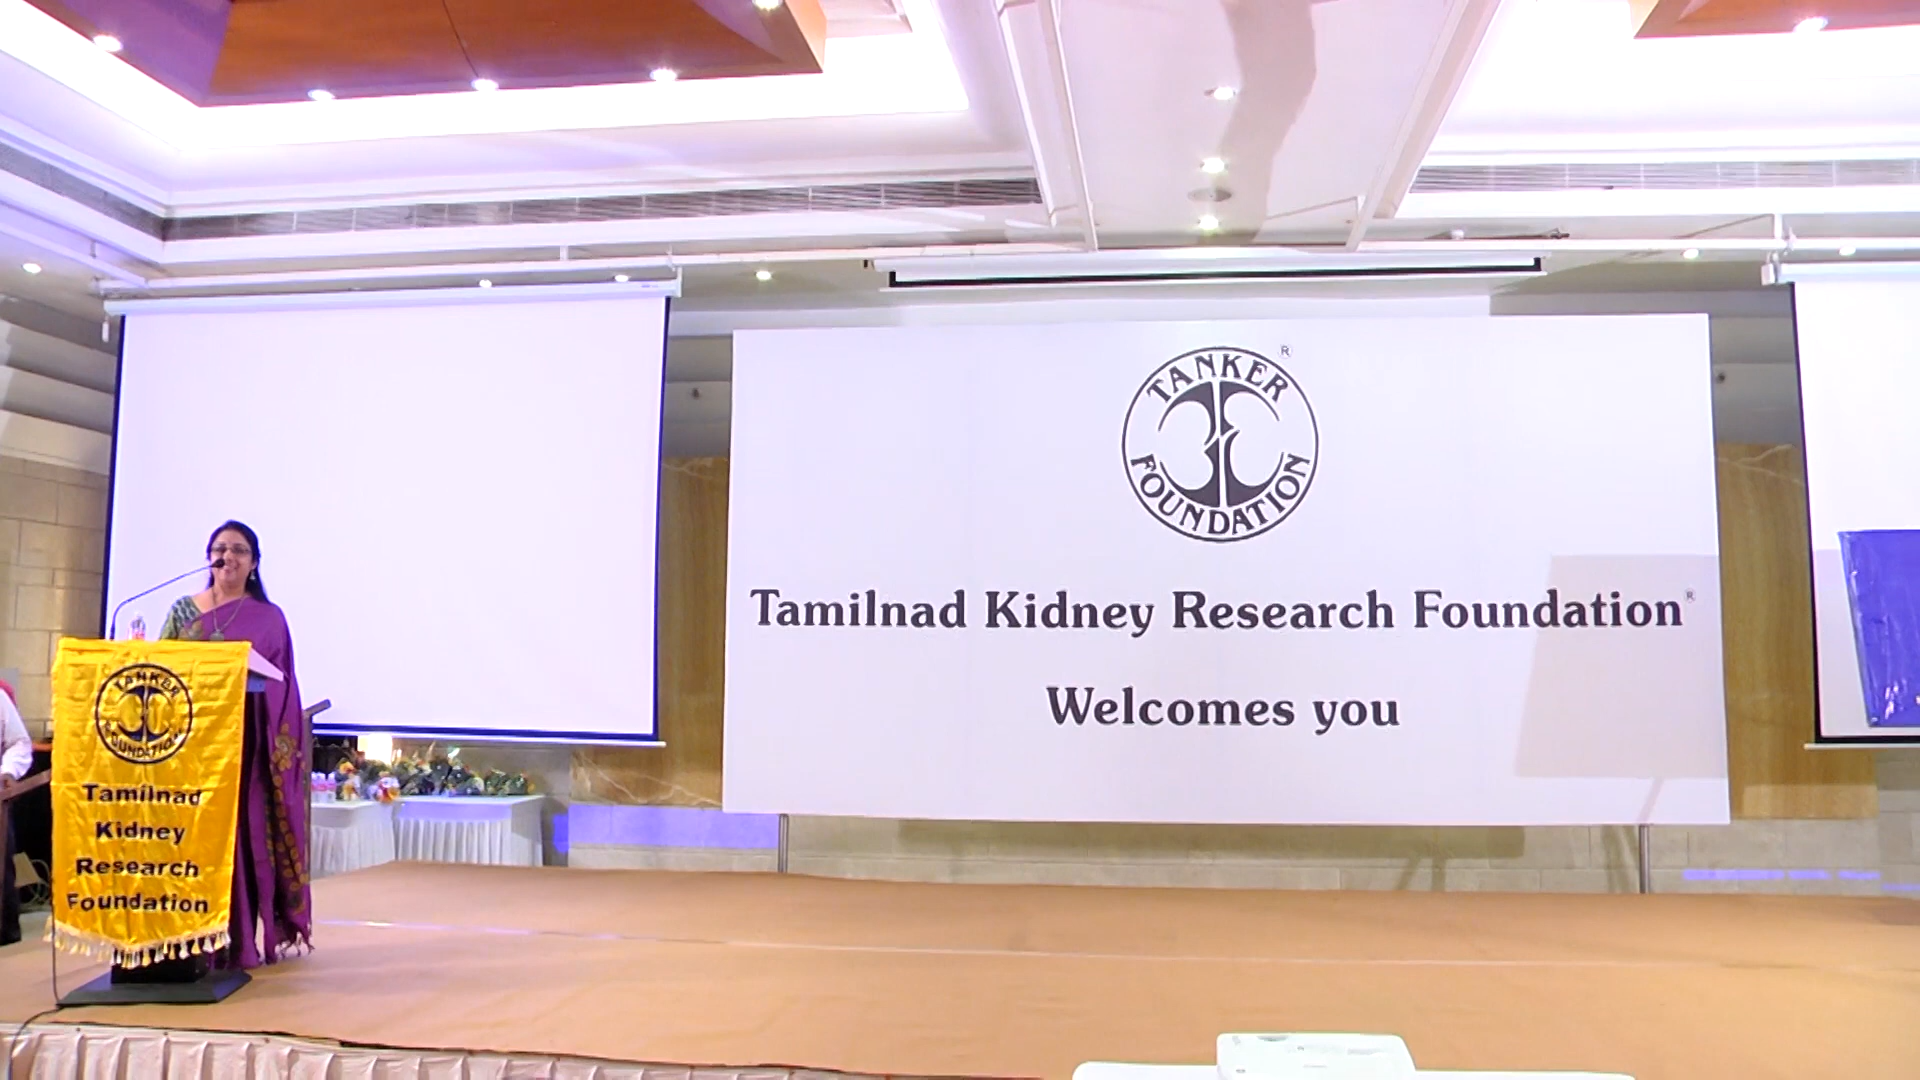 TANKER
FOUNDATION
®
Tamilnad Kidney Research Foundation®
Welcomes you
TANKER
FOUNDATION
Tamilnad
Kidney
Research
Foundation